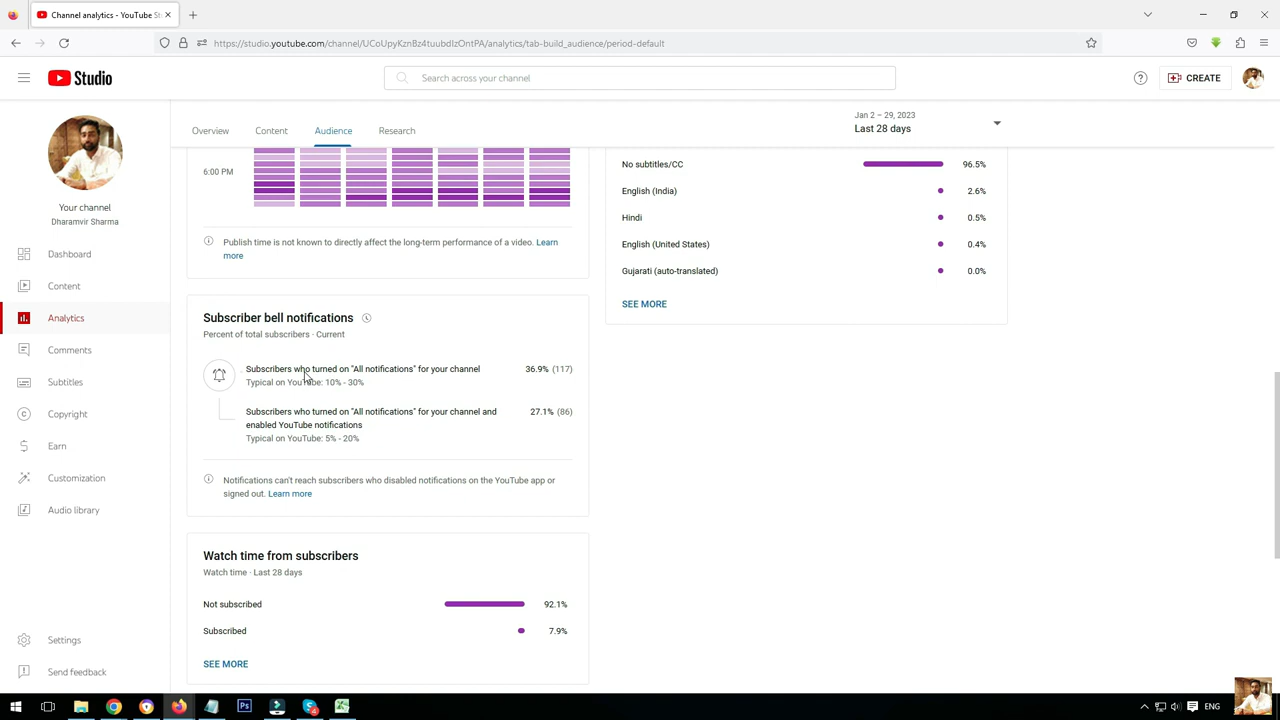 Channel analytics - YouTube St
https://studio.youtube.com/channel/UCoUpyKznBz4tuubdIzOntPA/analytics/tab-build_audience/period-default
Studio
Search across your channel
CREATE
Your channel
Dharamvir Sharma
Dashboard
Content
Analytics
Comments
Subtitles
Copyright
Earn
Customization
Audio library
Settings
Send feedback
Overview
Content
Audience
Research
Jan 2 – 29, 2023
Last 28 days
6:00 PM
Publish time is not known to directly affect the long-term performance of a video. Learn
more
Subscriber bell notifications
Percent of total subscribers · Current
Subscribers who turned on "All notifications" for your channel 36.9% (117)
Typical on YouTube: 10% - 30%
Subscribers who turned on "All notifications" for your channel and 27.1% (86)
enabled YouTube notifications
Typical on YouTube: 5% - 20%
Notifications can't reach subscribers who disabled notifications on the YouTube app or
signed out. Learn more
Watch time from subscribers
Watch time · Last 28 days
Not subscribed 92.1%
Subscribed 7.9%
SEE MORE
No subtitles/CC 96.5%
English (India) 2.6%
Hindi 0.5%
English (United States) 0.4%
Gujarati (auto-translated) 0.0%
SEE MORE
ENG